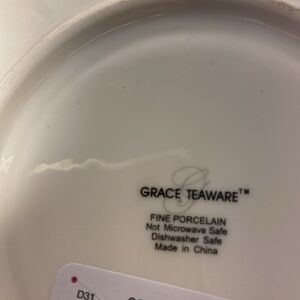 GRACE TEAWARE™
FINE PORCELAIN
Not Microwave Safe
Dishwasher Safe
Made in China
D31